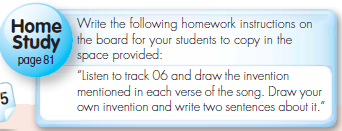 Home
Study
page 81
Write the following homework instructions on
the board for your students to copy in the
space provided:
"Listen to track 06 and draw the invention
mentioned in each verse of the song. Draw your
own invention and write two sentences about it."
5